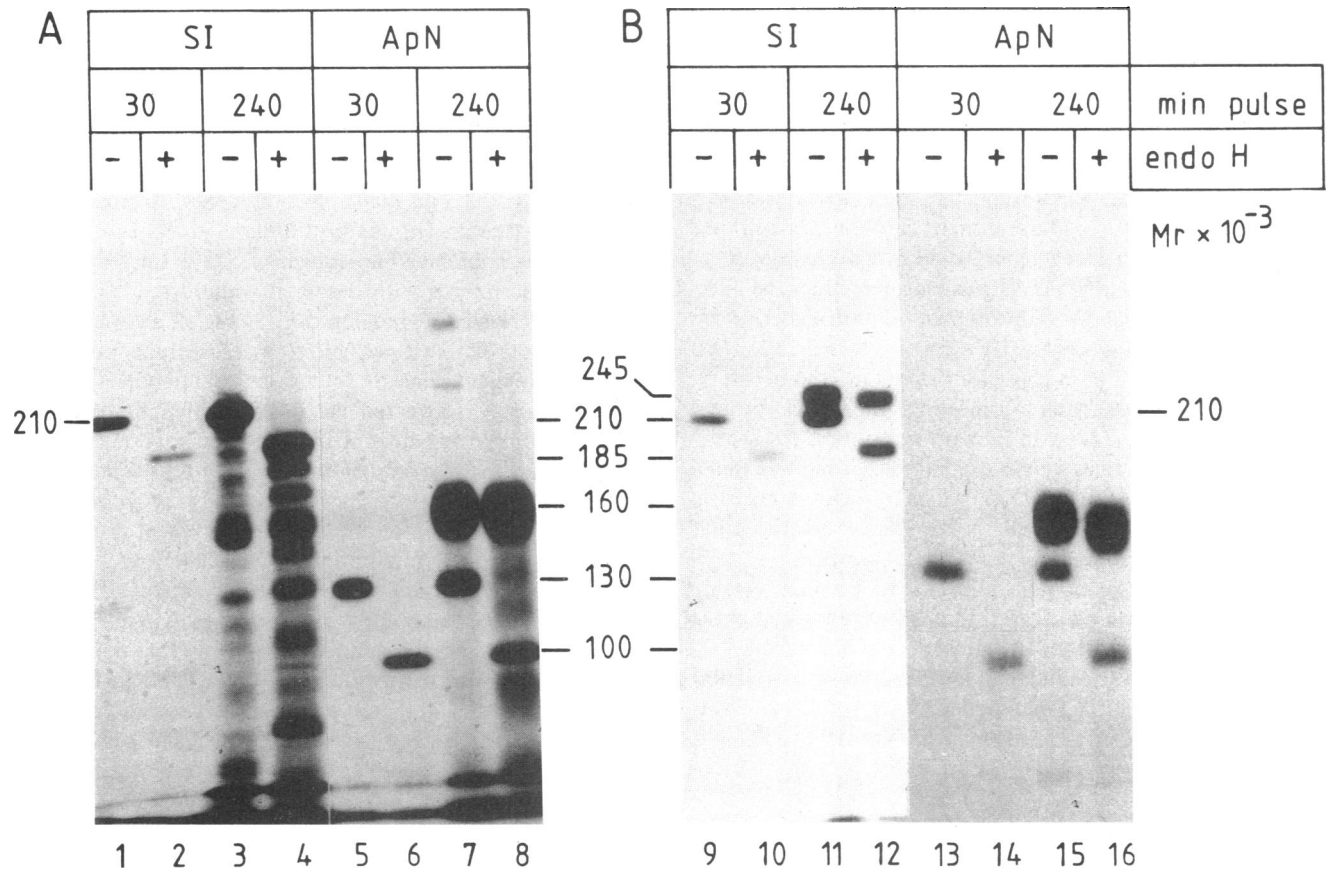 A
SI ApN
30 240 30 240
- + - + - + - +
B
SI ApN
30 240 30 240 min pulse
- + - + - + - + endo H
Mr × 10⁻³
210
245
210
185
160
130
100
210
1 2 3 4 5 6 7 8
9 10 11 12 13 14 15 16